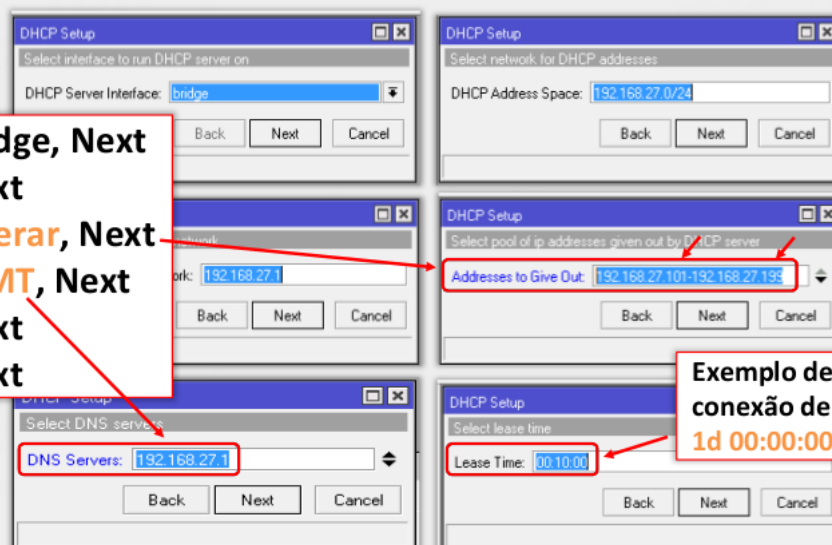 DHCP Setup
Select interface to run DHCP server on
DHCP Server Interface: bridge
Back Next Cancel
DHCP Setup
Select network for DHCP addresses
DHCP Address Space: 192.168.27.0/24
Back Next Cancel
dge, Next
xt
erar, Next
MT, Next
xt
xt
network
ork: 192.168.27.1
Back Next Cancel
DHCP Setup
Select pool of ip addresses given out by DHCP server
Addresses to Give Out: 192.168.27.101-192.168.27.199
Back Next Cancel
DHCP Setup
Select DNS servers
DNS Servers: 192.168.27.1
Back Next Cancel
DHCP Setup
Select lease time
Lease Time: 00:10:00
Back Next Cancel
Exemplo de
conexão de
1d 00:00:00